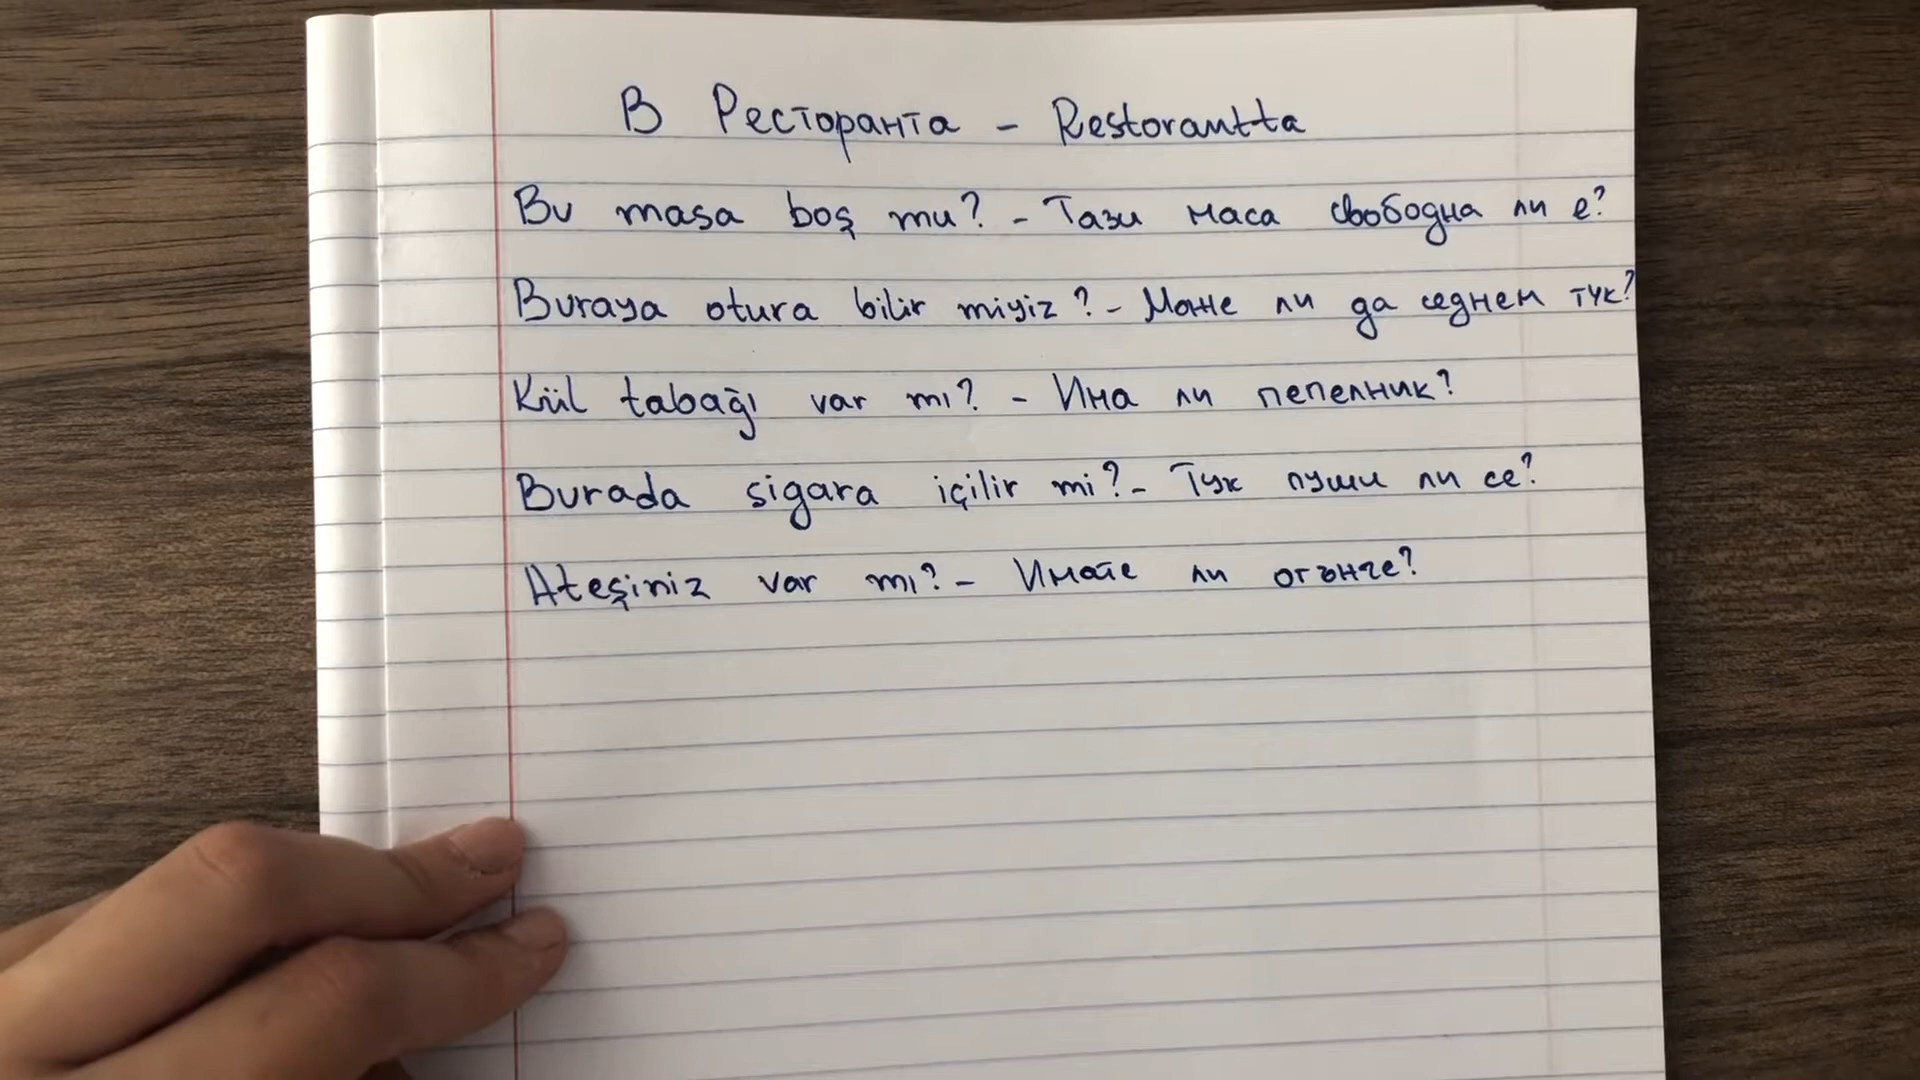 В Ресторанта - Restorantta
Bu masa boş mu? - Тази маса свободна ли е?
Buraya otura bilir miyiz? - Може ли да седнем тук?
Kül tabağı var mı? - Има ли пепелник?
Burada sigara içilir mi? - Тук пуши ли се?
Ateşiniz var mı? - Имате ли огънче?